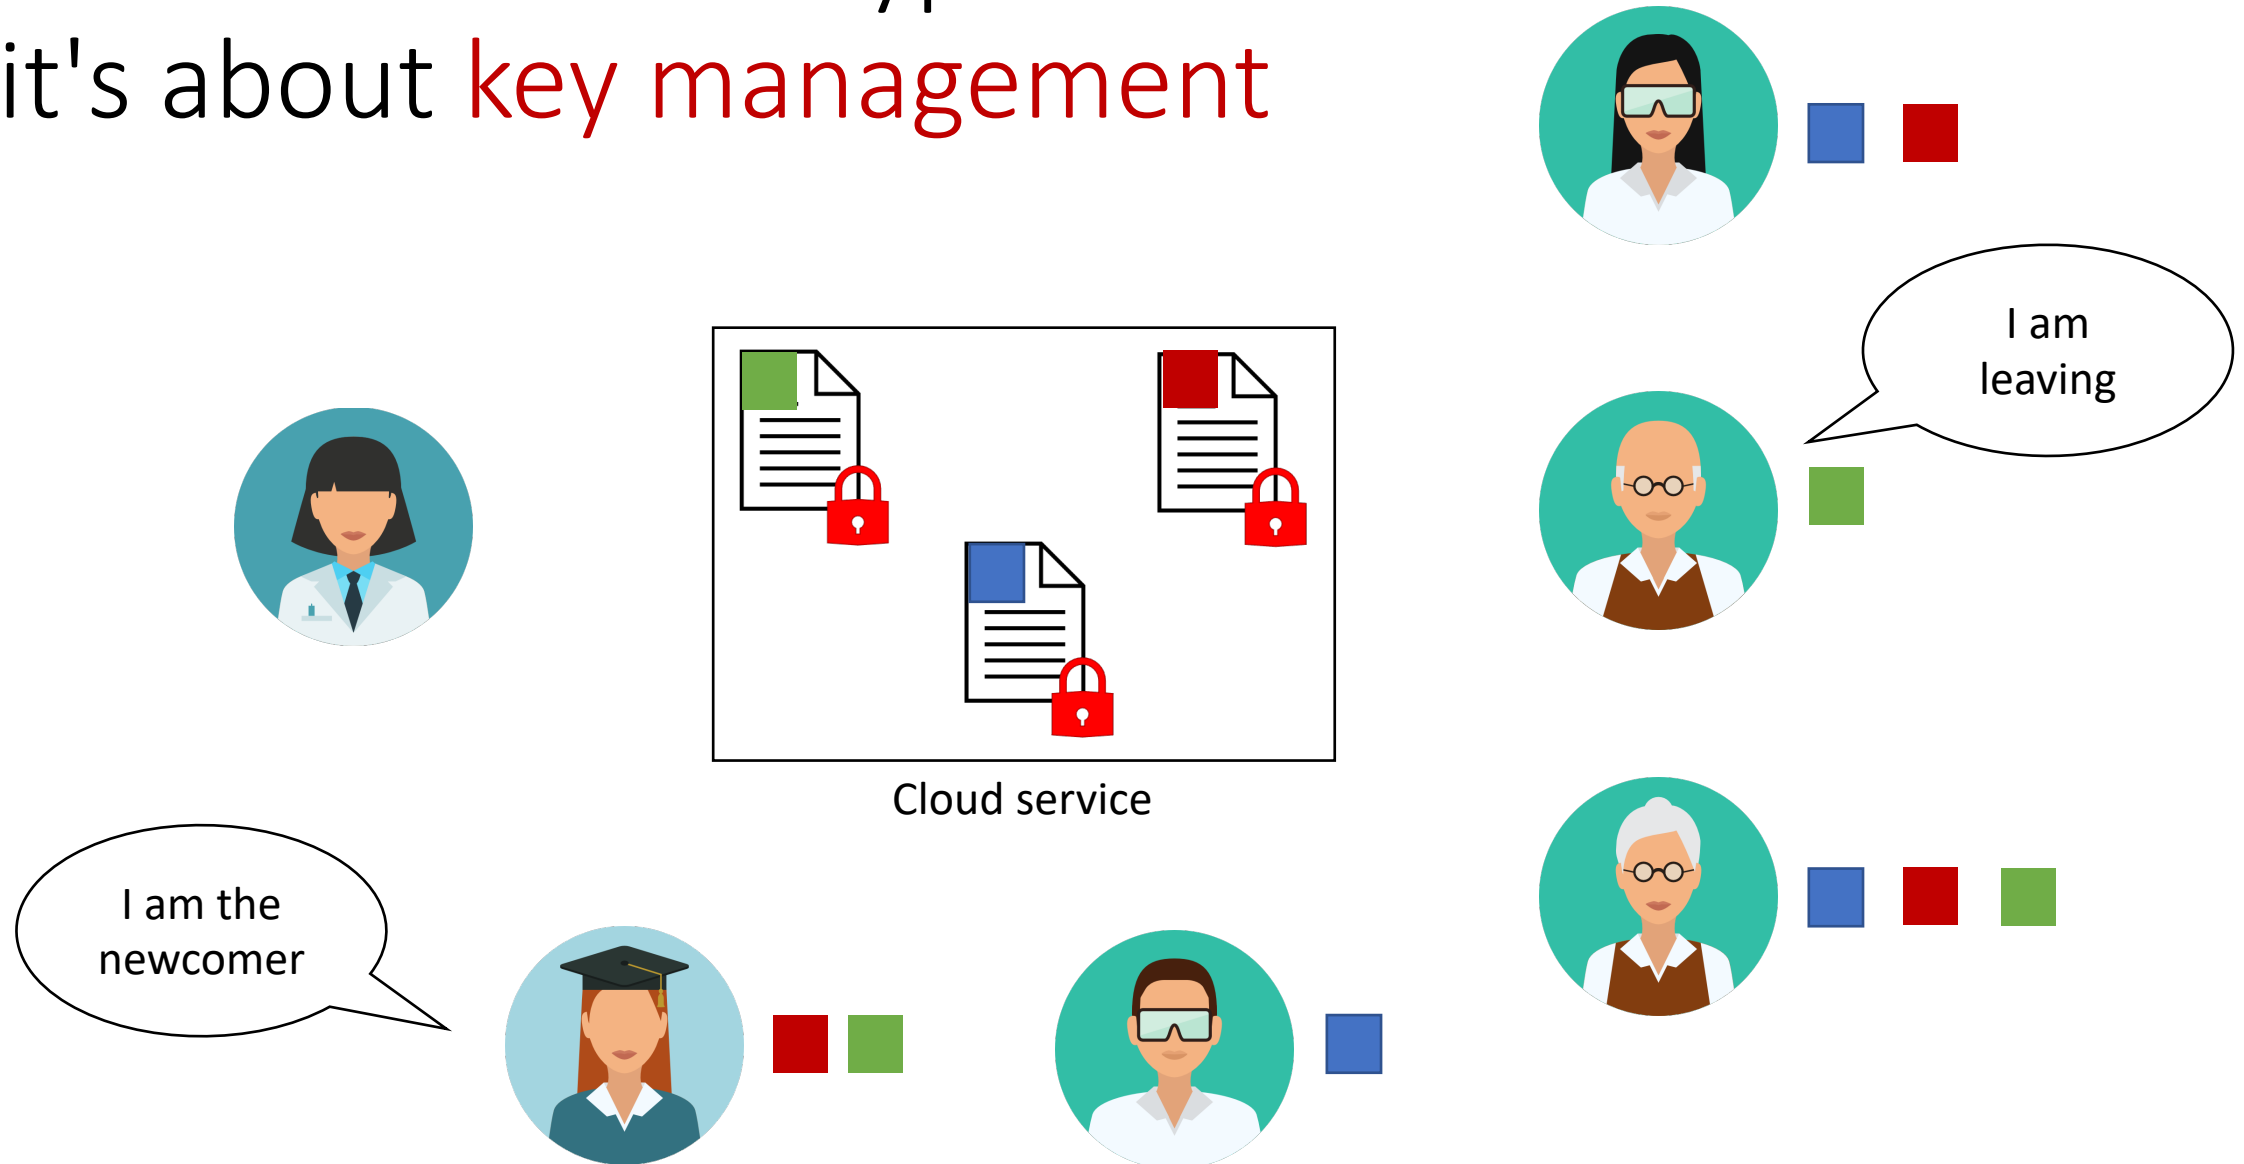 it's about key management
I am
leaving
Cloud service
I am the
newcomer